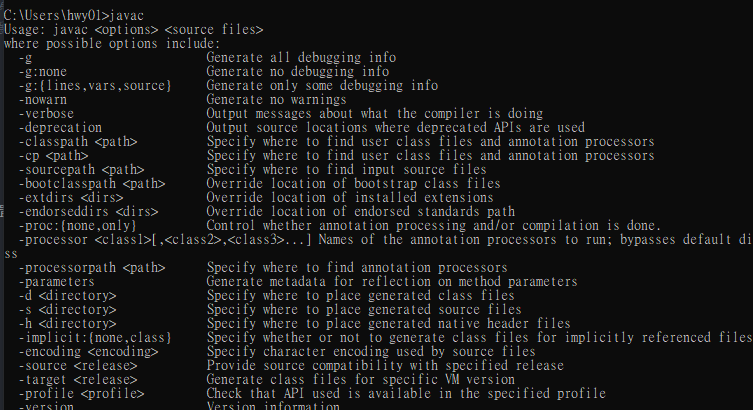 C:\Users\hwy01>javac
Usage: javac <options> <source files>
where possible options include:
  -g                         Generate all debugging info
  -g:none                    Generate no debugging info
  -g:{lines,vars,source}     Generate only some debugging info
  -nowarn                    Generate no warnings
  -verbose                   Output messages about what the compiler is doing
  -deprecation               Output source locations where deprecated APIs are used
  -classpath <path>          Specify where to find user class files and annotation processors
  -cp <path>                 Specify where to find user class files and annotation processors
  -sourcepath <path>         Specify where to find input source files
  -bootclasspath <path>      Override location of bootstrap class files
  -extdirs <dirs>            Override location of installed extensions
  -endorseddirs <dirs>       Override location of endorsed standards path
  -proc:{none,only}          Control whether annotation processing and/or compilation is done.
  -processor <class1>[,<class2>,<class3>...] Names of the annotation processors to run; bypasses default di
ss
  -processorpath <path>      Specify where to find annotation processors
  -parameters                Generate metadata for reflection on method parameters
  -d <directory>             Specify where to place generated class files
  -s <directory>             Specify where to place generated source files
  -h <directory>             Specify where to place generated native header files
  -implicit:{none,class}     Specify whether or not to generate class files for implicitly referenced files
  -encoding <encoding>       Specify character encoding used by source files
  -source <release>          Provide source compatibility with specified release
  -target <release>          Generate class files for specific VM version
  -profile <profile>         Check that API used is available in the specified profile
  -version                   Version information